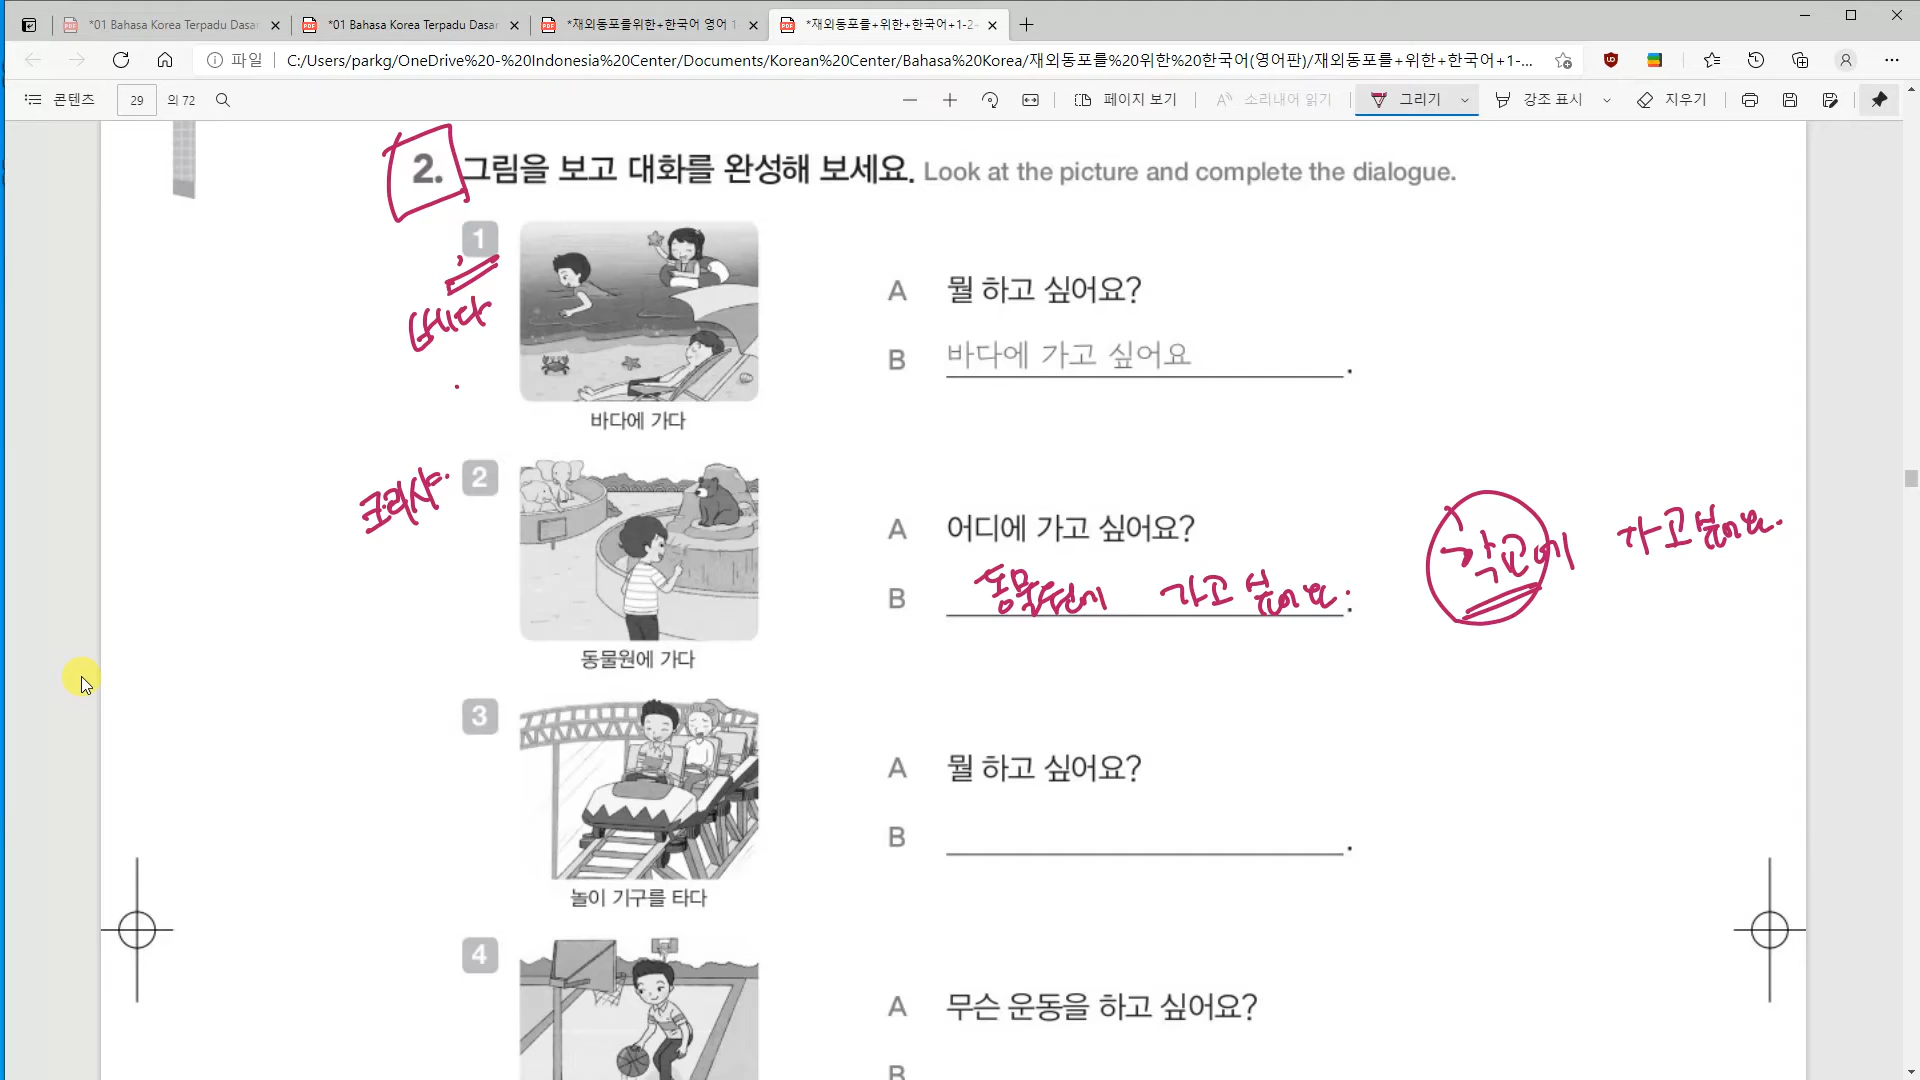 *01 Bahasa Korea Terpadu Dasar
*01 Bahasa Korea Terpadu Dasar
*재외동포를위한+한국어 영어 1
*재외동포를+위한+한국어+1-2-
파일
C:/Users/parkg/OneDrive%20-%20Indonesia%20Center/Documents/Korean%20Center/Bahasa%20Korea/재외동포를%20위한%20한국어(영어판)/재외동포를+위한+한국어+1-...
콘텐츠 29 의 72
페이지 보기
소리내어 읽기
그리기
강조 표시
지우기
2. 그림을 보고 대화를 완성해 보세요. Look at the picture and complete the dialogue.
1
A 뭘 하고 싶어요?
B 바다에 가고 싶어요.
바다에 가다
2
크리샤
A 어디에 가고 싶어요?
B 동물원에 가고 싶어요.
학교에 가고 싶어요.
동물원에 가다
3
A 뭘 하고 싶어요?
B .
놀이 기구를 타다
4
A 무슨 운동을 하고 싶어요?
B